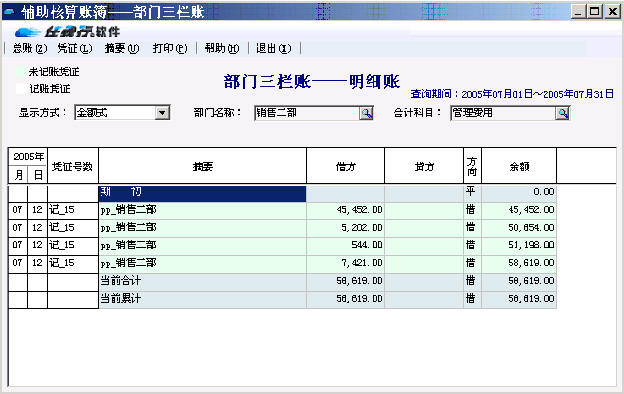 辅助核算账簿——部门三栏账
软件
总账(Z) 凭证(L) 摘要(V) 打印(P) 帮助(H) 退出(I)
未记账凭证
记账凭证
部门三栏账——明细账
查询期间：2005年07月01日～2005年07月31日
显示方式： 金额式 部门名称： 销售二部 会计科目： 管理费用
2005年 凭证号数 摘要 借方 贷方 方向 余额
月 日
期 初 平 0.00
07 12 记_15 pp_销售二部 45,452.00 借 45,452.00
07 12 记_15 pp_销售二部 5,202.00 借 50,654.00
07 12 记_15 pp_销售二部 544.00 借 51,198.00
07 12 记_15 pp_销售二部 7,421.00 借 58,619.00
当前合计 58,619.00 借 58,619.00
当前累计 58,619.00 借 58,619.00